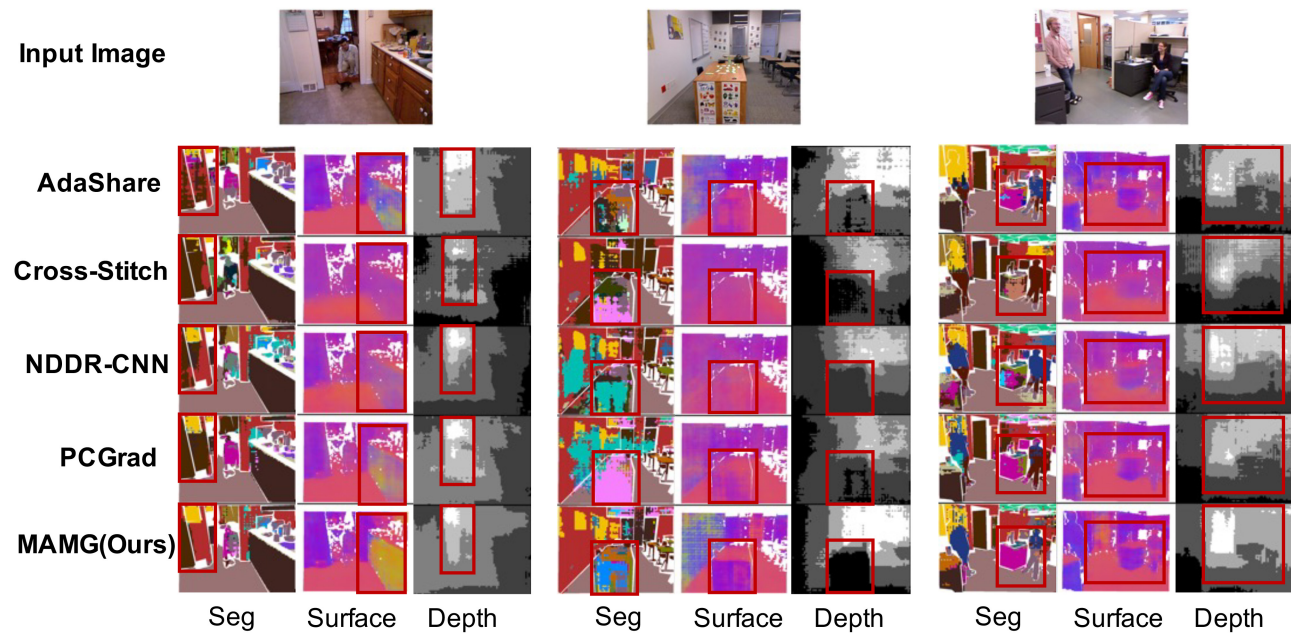 Input Image
AdaShare
Cross-Stitch
NDDR-CNN
PCGrad
MAMG(Ours)
Seg Surface Depth Seg Surface Depth Seg Surface Depth